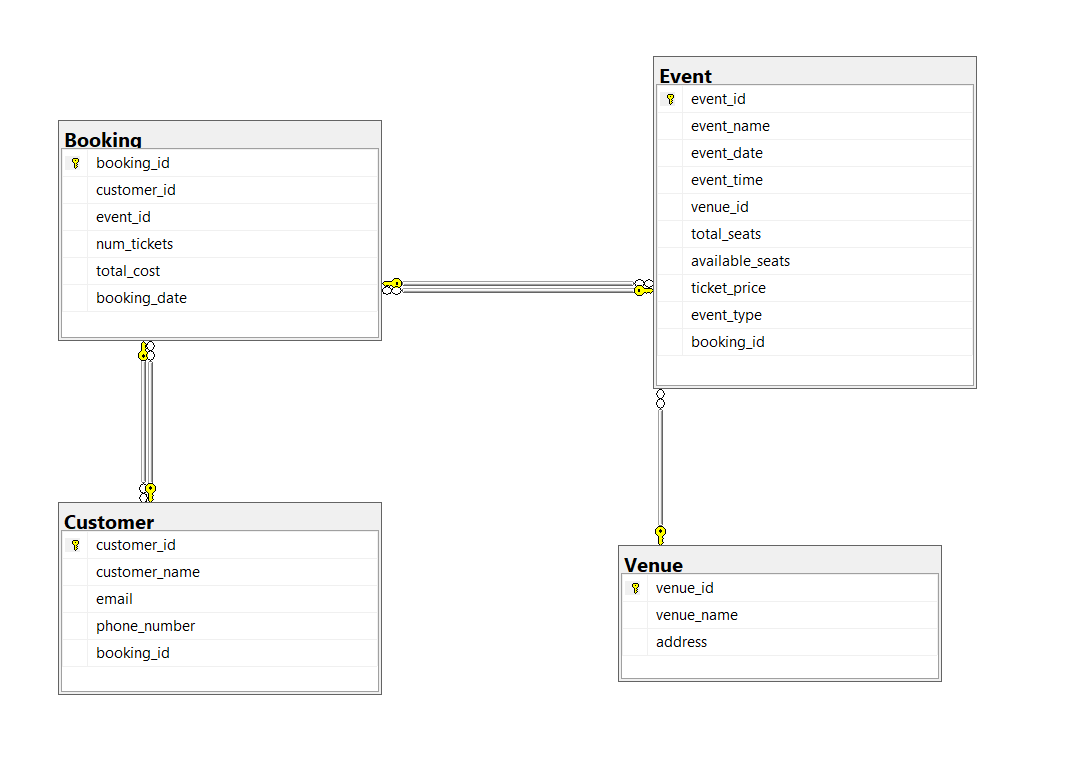 Booking
booking_id
customer_id
event_id
num_tickets
total_cost
booking_date
Event
event_id
event_name
event_date
event_time
venue_id
total_seats
available_seats
ticket_price
event_type
booking_id
Customer
customer_id
customer_name
email
phone_number
booking_id
Venue
venue_id
venue_name
address